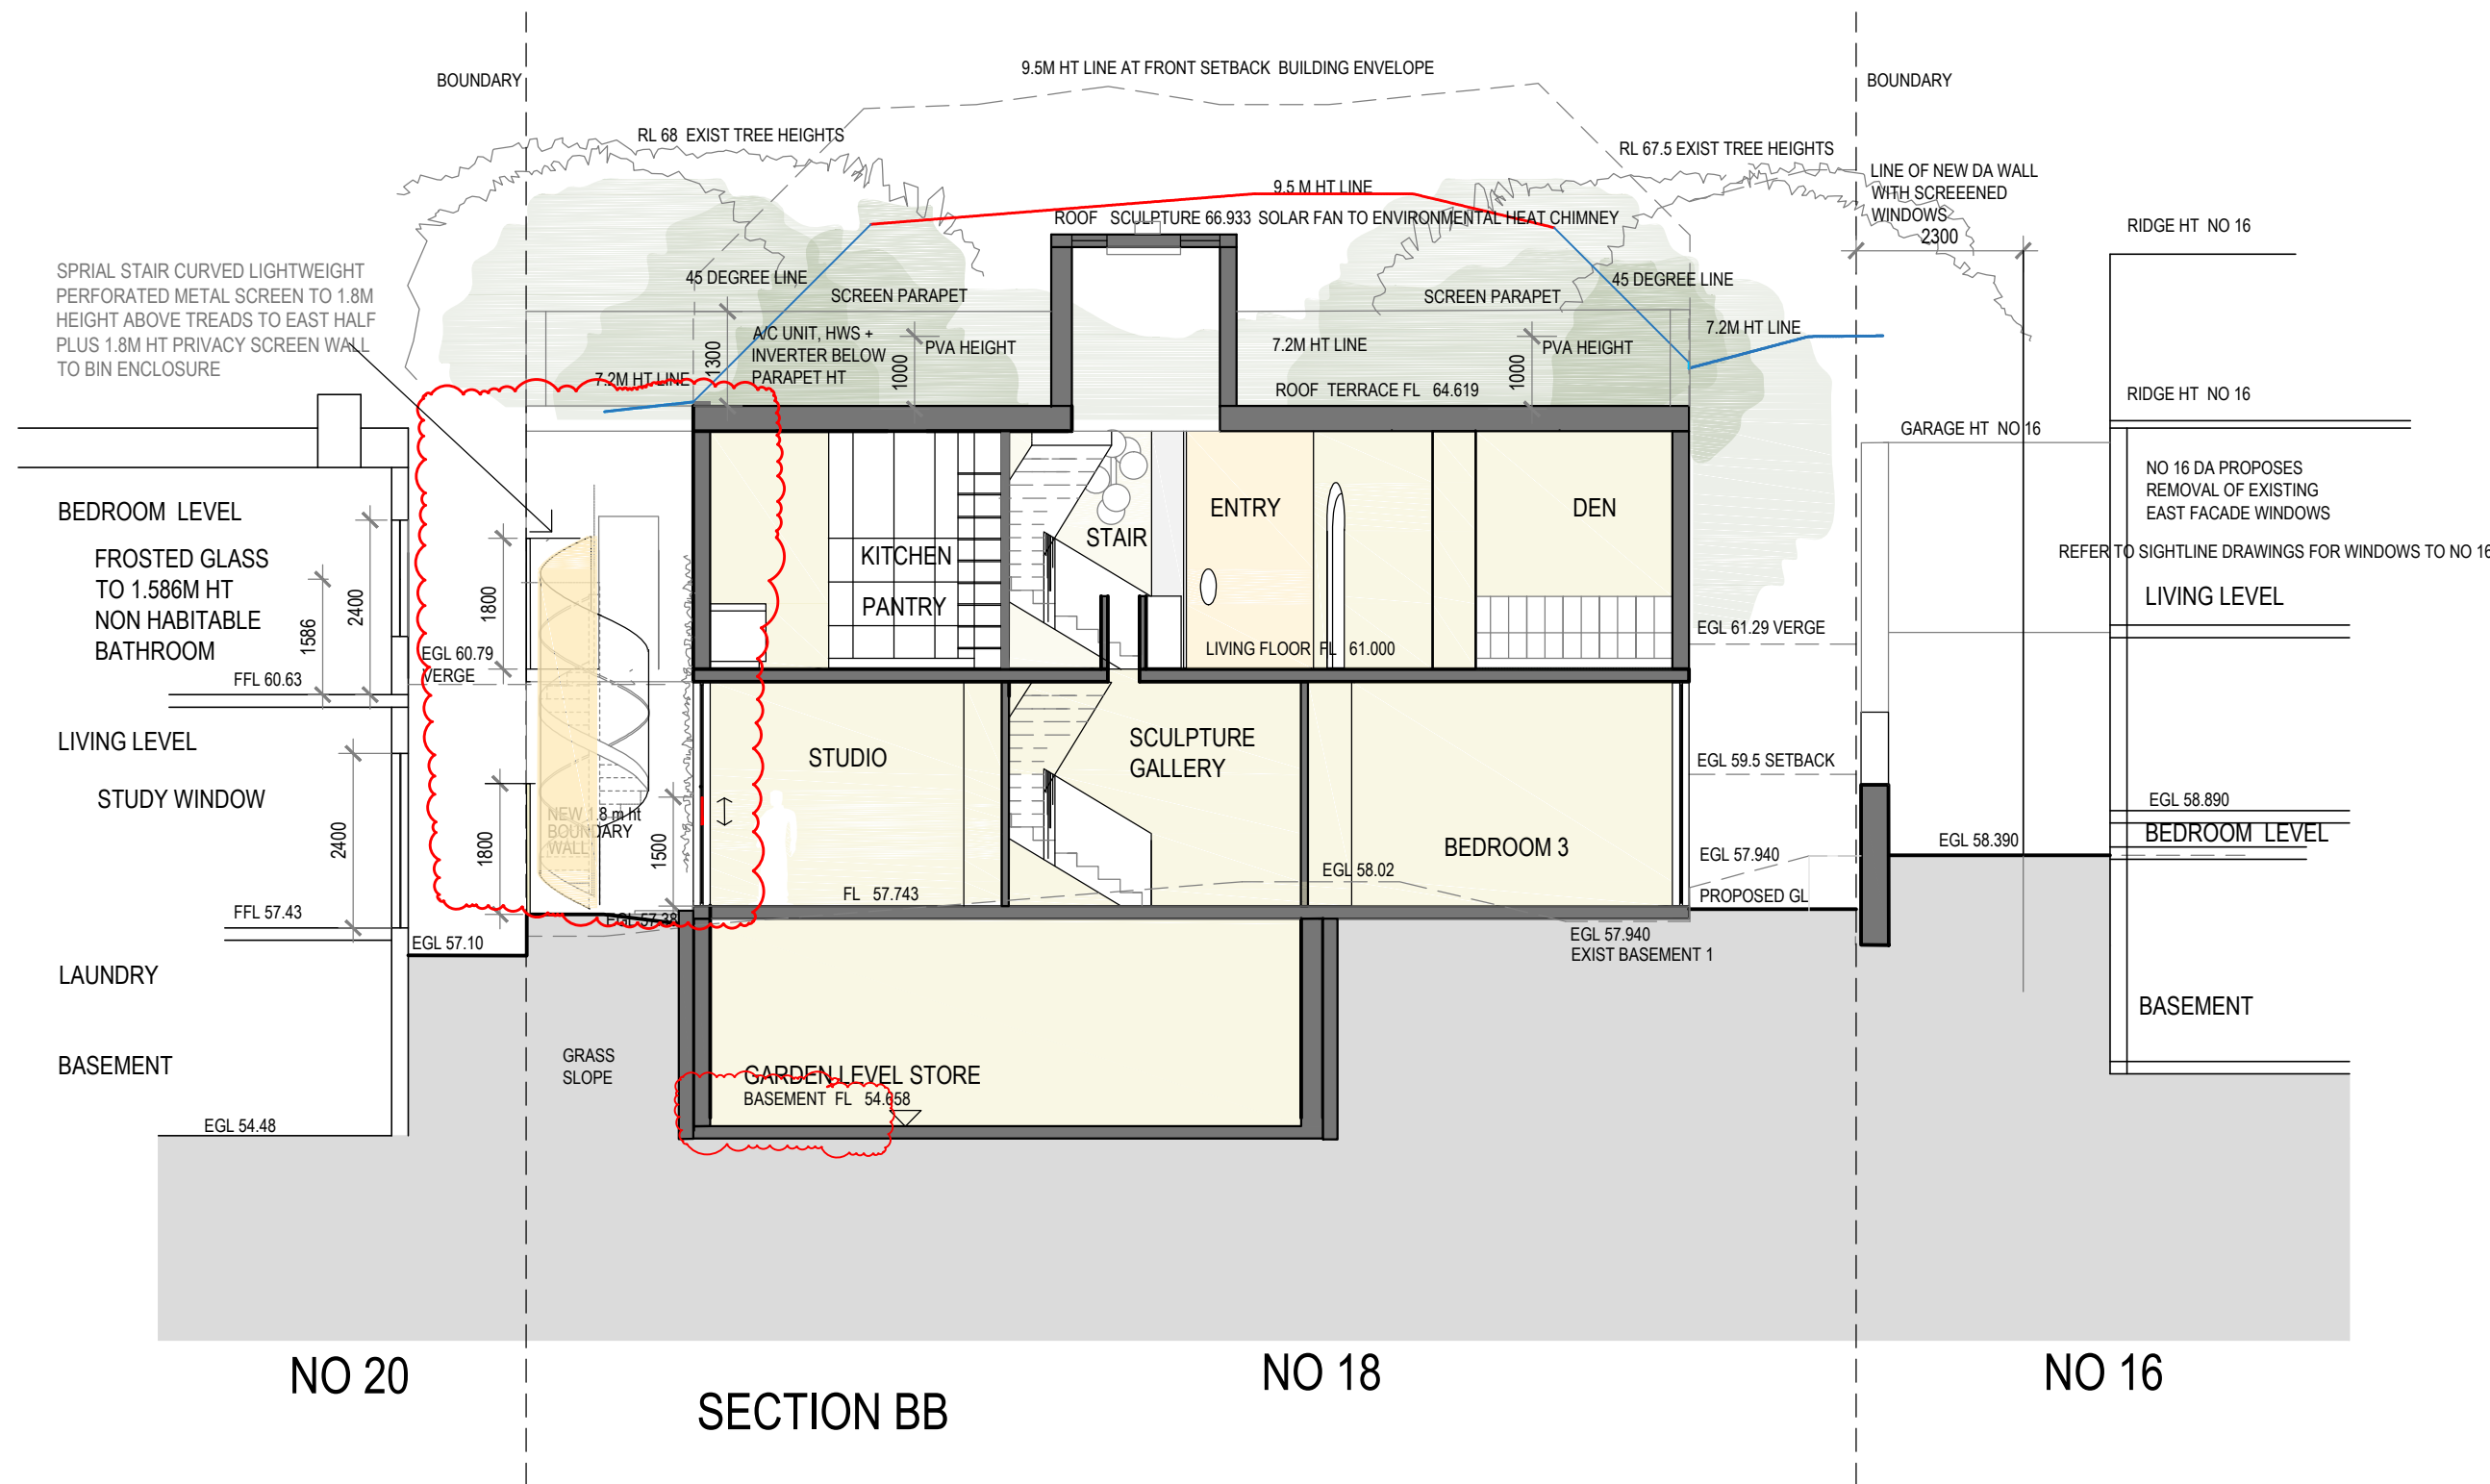 9.5M HT LINE AT FRONT SETBACK BUILDING ENVELOPE
BOUNDARY
BOUNDARY
RL 68 EXIST TREE HEIGHTS
RL 67.5 EXIST TREE HEIGHTS
LINE OF NEW DA WALL
WITH SCREEENED
WINDOWS
2300
9.5 M HT LINE
ROOF SCULPTURE 66.933 SOLAR FAN TO ENVIRONMENTAL HEAT CHIMNEY
RIDGE HT NO 16
SPRIAL STAIR CURVED LIGHTWEIGHT
PERFORATED METAL SCREEN TO 1.8M
HEIGHT ABOVE TREADS TO EAST HALF
PLUS 1.8M HT PRIVACY SCREEN WALL
TO BIN ENCLOSURE
45 DEGREE LINE
SCREEN PARAPET
SCREEN PARAPET
45 DEGREE LINE
A/C UNIT, HWS +
INVERTER BELOW
PARAPET HT
1300
1000
PVA HEIGHT
7.2M HT LINE
1000
PVA HEIGHT
7.2M HT LINE
7.2M HT LINE
ROOF TERRACE FL 64.619
RIDGE HT NO 16
GARAGE HT NO 16
NO 16 DA PROPOSES
REMOVAL OF EXISTING
EAST FACADE WINDOWS
REFER TO SIGHTLINE DRAWINGS FOR WINDOWS TO NO 16
LIVING LEVEL
BEDROOM LEVEL
FROSTED GLASS
TO 1.586M HT
NON HABITABLE
BATHROOM
1586
2400
1800
FFL 60.63
EGL 60.79
VERGE
KITCHEN
PANTRY
STAIR
ENTRY
DEN
LIVING FLOOR FL 61.000
EGL 61.29 VERGE
LIVING LEVEL
STUDY WINDOW
2400
1800
NEW 1.8 m ht
BOUNDARY
WALL
1500
STUDIO
SCULPTURE
GALLERY
BEDROOM 3
EGL 59.5 SETBACK
EGL 58.890
BEDROOM LEVEL
EGL 58.390
EGL 57.940
EGL 58.02
PROPOSED GL
FL 57.743
FFL 57.43
EGL 57.38
EGL 57.10
EGL 57.940
EXIST BASEMENT 1
LAUNDRY
BASEMENT
BASEMENT
GRASS
SLOPE
GARDEN LEVEL STORE
BASEMENT FL 54.658
EGL 54.48
NO 20
NO 18
NO 16
SECTION BB